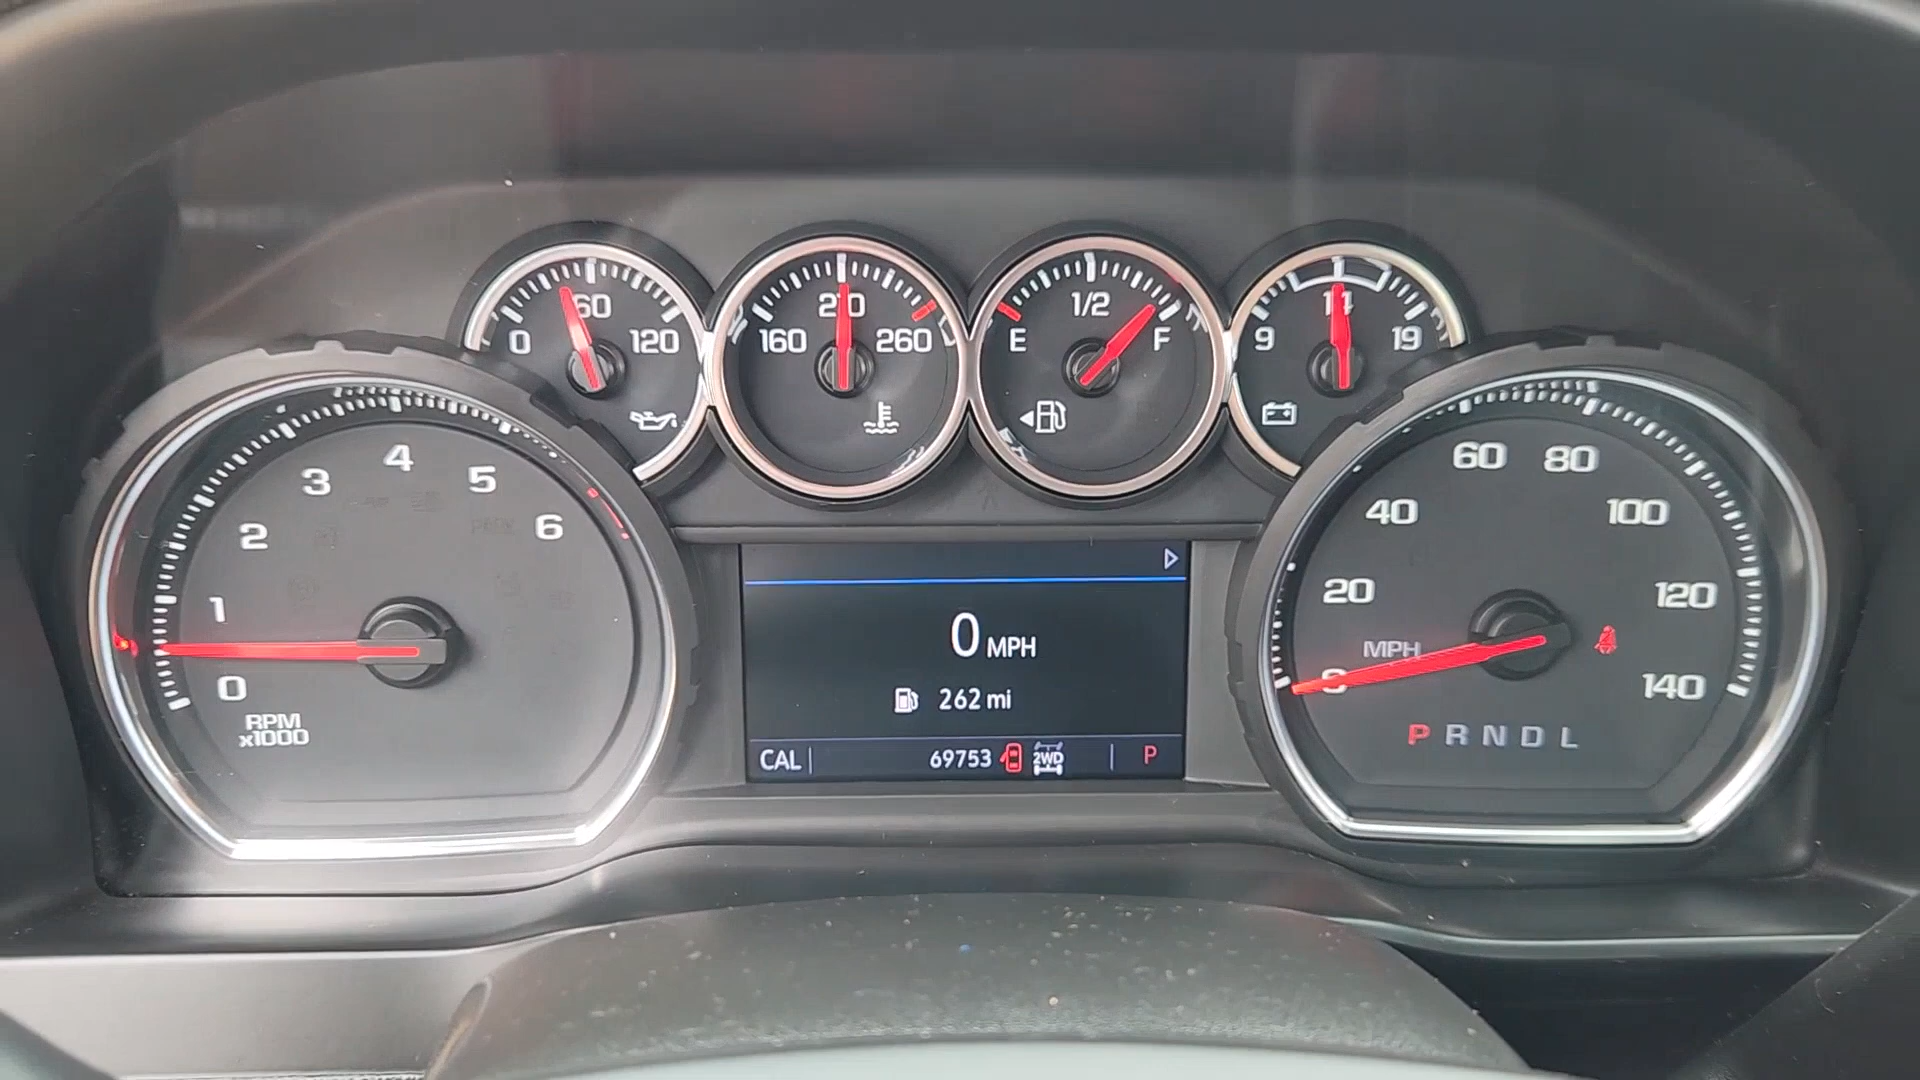 0 60 120
160 210 260
E 1/2 F
9 14 19
0 1 2 3 4 5 6
RPM
x1000
0 MPH
262 mi
CAL 69753 2WD P
0 20 40 60 80 100 120 140
MPH
P R N D L